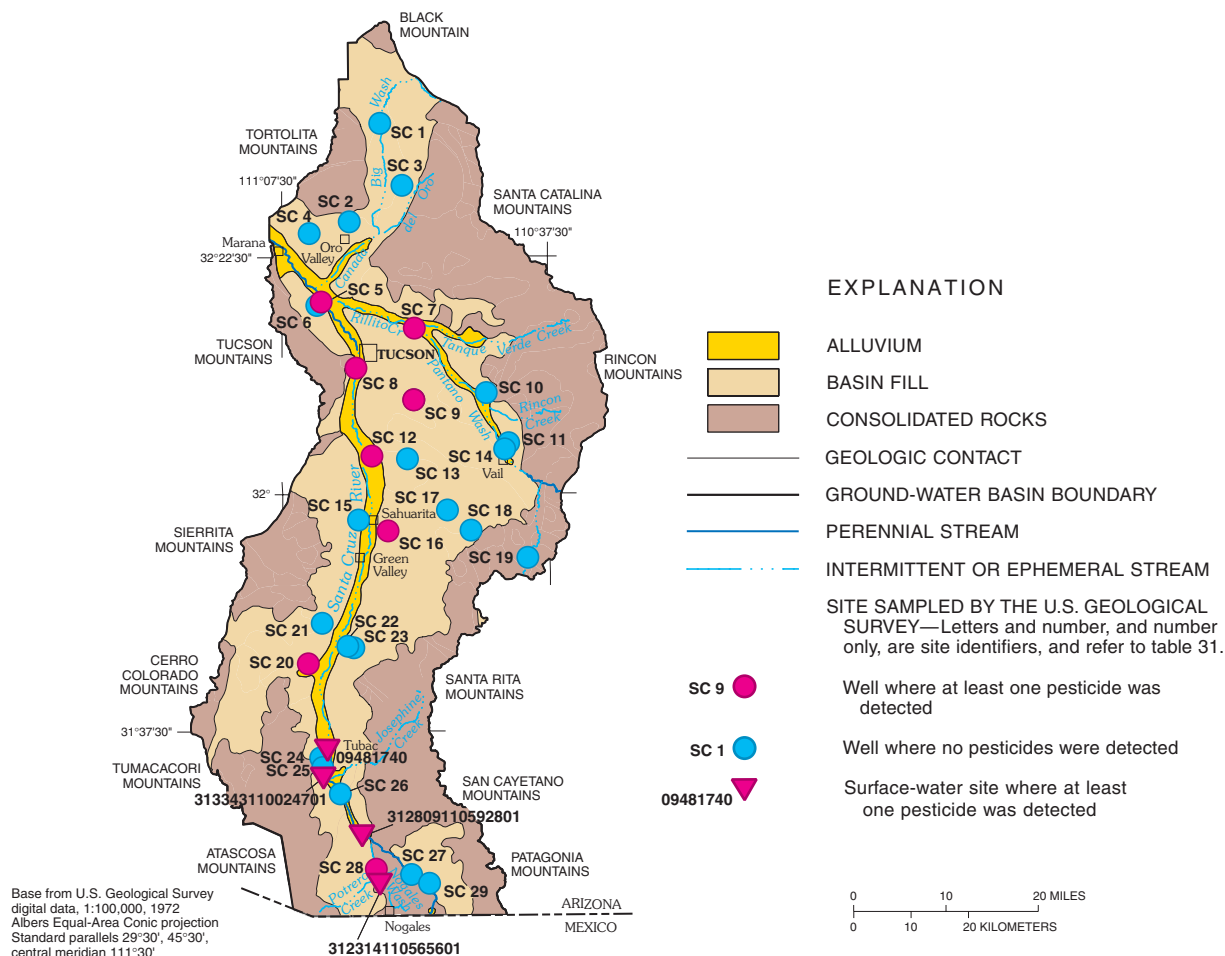 BLACK
MOUNTAIN
Wash
Big
SC 1
TORTOLITA
MOUNTAINS
111°07'30"
SC 3
Oro
del
SANTA CATALINA
MOUNTAINS
110°37'30"
SC 2
SC 4
Marana
32°22'30"
Oro
Valley
Canada
SC 5
SC 6
SC 7
Rillito Cr
Tanque
Verde Creek
TUCSON
MOUNTAINS
TUCSON
RINCON
MOUNTAINS
SC 8
Pantano
Wash
SC 10
SC 9
Rincon
Creek
SC 12
SC 11
SC 14
SC 13
Vail
32°
River
SC 15
SC 17
Sahuarita
SC 18
SC 16
SC 19
SIERRITA
MOUNTAINS
Green
Valley
Santa Cruz
SC 21
SC 22
SC 23
SC 20
CERRO
COLORADO
MOUNTAINS
SANTA RITA
MOUNTAINS
31°37'30"
Josephine
Creek
Tubac
SC 24
09481740
SC 25
TUMACACORI
MOUNTAINS
313343110024701
SC 26
SAN CAYETANO
MOUNTAINS
312809110592801
ATASCOSA
MOUNTAINS
SC 28
SC 27
PATAGONIA
MOUNTAINS
SC 29
Potrero
Creek
Nogales
Wash
Nogales
ARIZONA
MEXICO
312314110565601
Base from U.S. Geological Survey
digital data, 1:100,000, 1972
Albers Equal-Area Conic projection
Standard parallels 29°30', 45°30',
central meridian 111°30'
EXPLANATION
ALLUVIUM
BASIN FILL
CONSOLIDATED ROCKS
GEOLOGIC CONTACT
GROUND-WATER BASIN BOUNDARY
PERENNIAL STREAM
INTERMITTENT OR EPHEMERAL STREAM
SITE SAMPLED BY THE U.S. GEOLOGICAL
SURVEY—Letters and number, and number
only, are site identifiers, and refer to table 31.
SC 9 Well where at least one pesticide was
detected
SC 1 Well where no pesticides were detected
09481740 Surface-water site where at least
one pesticide was detected
0 10 20 MILES
0 10 20 KILOMETERS